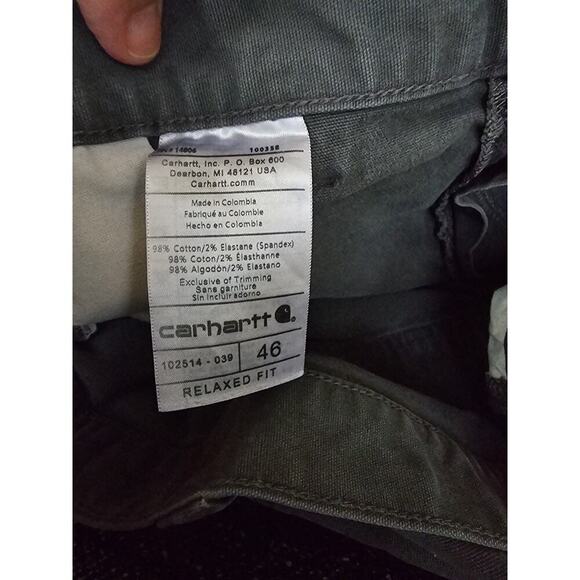 14806 100358
Carhartt, Inc. P. O. Box 600
Dearbon, MI 48121 USA
Carhartt.comm
Made in Colombia
Fabriqué au Colombie
Hecho en Colombia
98% Cotton/2% Elastane (Spandex)
98% Coton/2% Élasthanne
98% Algodón/2% Elastano
Exclusive of Trimming
Sans garniture
Sin incluir adorno
carhartt
102514 - 039 46
RELAXED FIT